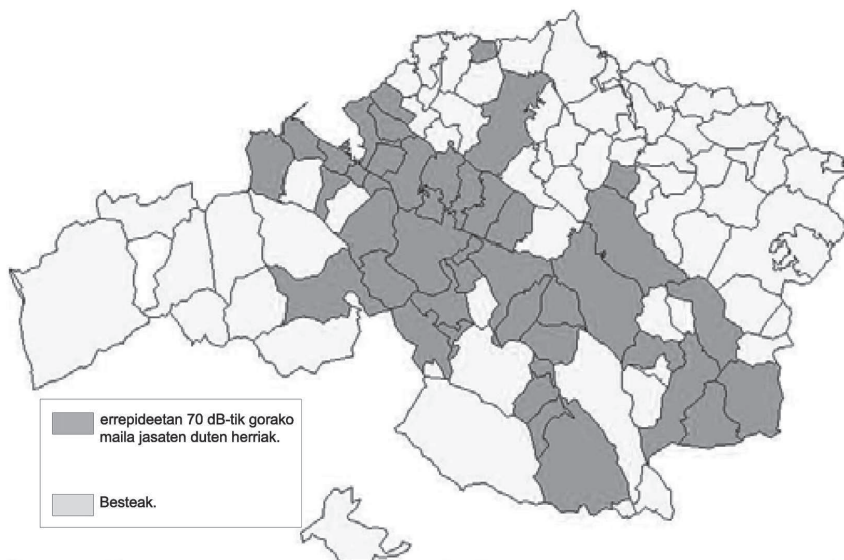 errepideetan 70 dB-tik gorako
maila jasaten duten herriak.
Besteak.